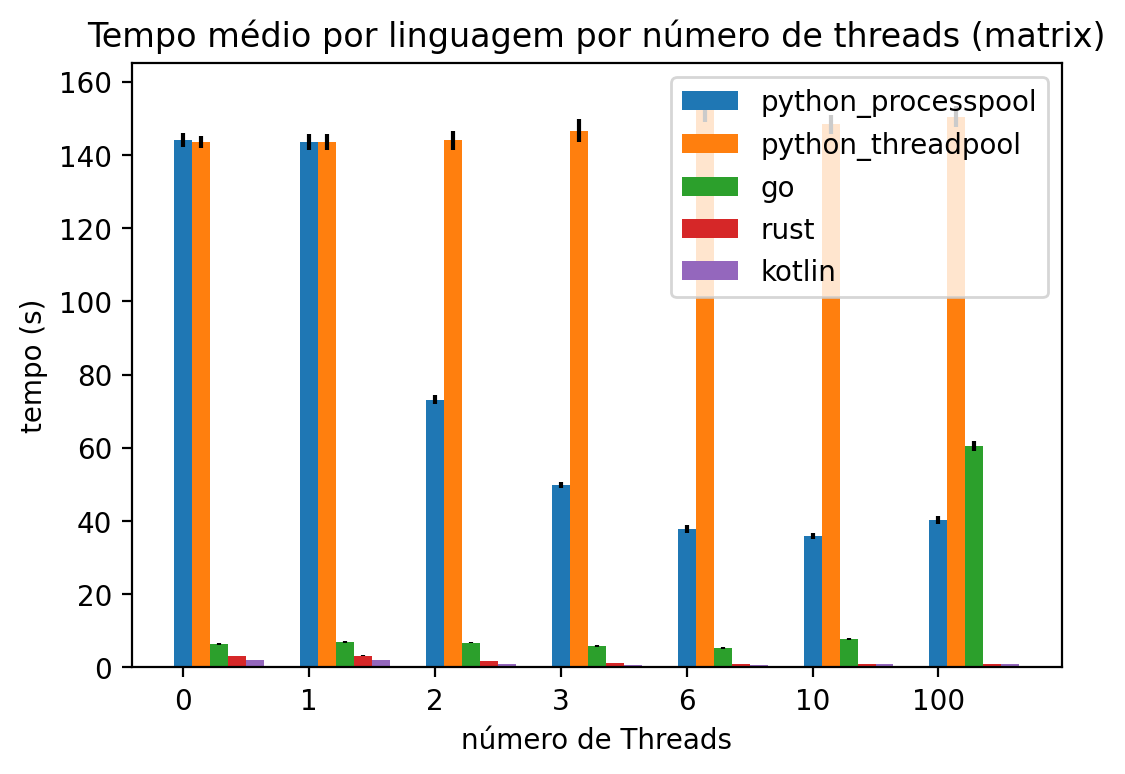 Tempo médio por linguagem por número de threads (matrix)
160
140
120
100
80
60
40
20
0
tempo (s)
python_processpool
python_threadpool
go
rust
kotlin
0 1 2 3 6 10 100
número de Threads